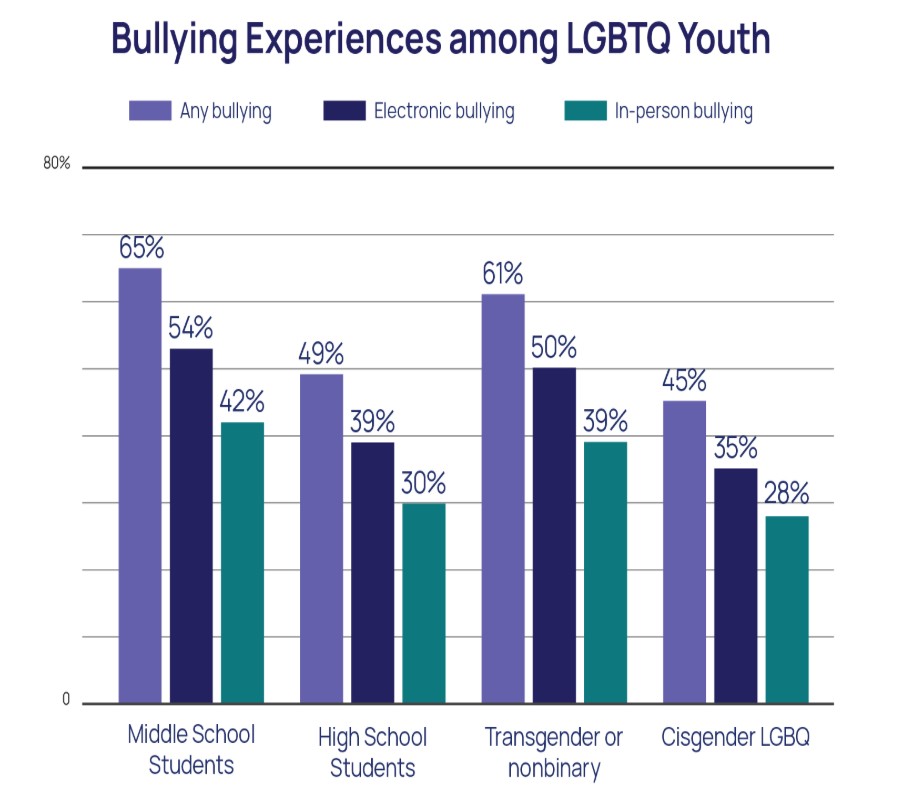 Bullying Experiences among LGBTQ Youth
Any bullying Electronic bullying In-person bullying
80%
65% 54% 42% 49% 39% 30% 61% 50% 39% 45% 35% 28%
0
Middle School
Students
High School
Students
Transgender or
nonbinary
Cisgender LGBQ